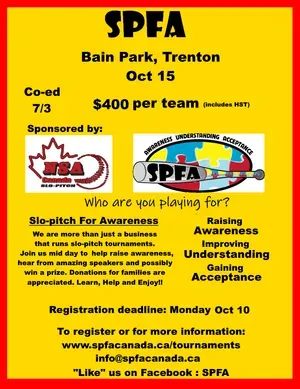 SPFA
Bain Park, Trenton
Oct 15
Co-ed
7/3
$400 per team (includes HST)
Sponsored by:
NSA
Canada
SLO-PITCH
AWARENESS UNDERSTANDING ACCEPTANCE
SPFA
Who are you playing for?
Slo-pitch For Awareness
We are more than just a business
that runs slo-pitch tournaments.
Join us mid day to help raise awareness,
hear from amazing speakers and possibly
win a prize. Donations for families are
appreciated. Learn, Help and Enjoy!!
Raising
Awareness
Improving
Understanding
Gaining
Acceptance
Registration deadline: Monday Oct 10
To register or for more information:
www.spfacanada.ca/tournaments
info@spfacanada.ca
"Like" us on Facebook : SPFA